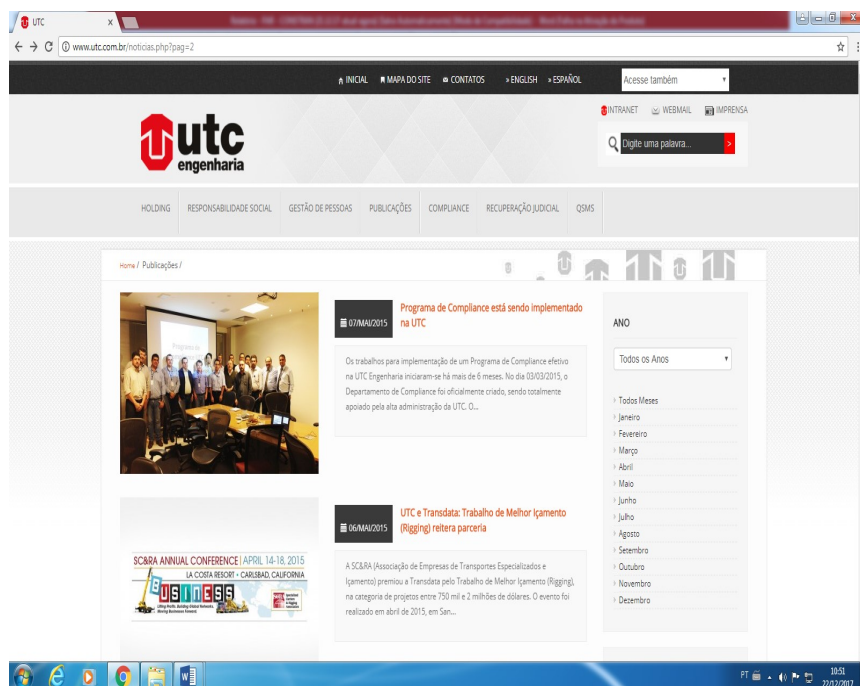 UTC
www.utc.com.br/noticias.php?pag=2
INICIAL MAPA DO SITE CONTATOS » ENGLISH » ESPAÑOL Acesse também
INTRANET WEBMAIL IMPRENSA
utc
engenharia
Digite uma palavra... >
HOLDING RESPONSABILIDADE SOCIAL GESTÃO DE PESSOAS PUBLICAÇÕES COMPLIANCE RECUPERAÇÃO JUDICIAL QSMS
Home / Publicações /
07/MAI/2015
Programa de Compliance está sendo implementado
na UTC
Os trabalhos para implementação de um Programa de Compliance efetivo
na UTC Engenharia iniciaram-se há mais de 6 meses. No dia 03/03/2015, o
Departamento de Compliance foi oficialmente criado, sendo totalmente
apoiado pela alta administração da UTC. O...
SC&RA ANNUAL CONFERENCE | APRIL 14-18, 2015
LA COSTA RESORT • CARLSBAD, CALIFORNIA
BUSINESS
06/MAI/2015
UTC e Transdata: Trabalho de Melhor Içamento
(Rigging) reitera parceria
A SC&RA (Associação de Empresas de Transportes Especializados e
Içamento) premiou a Transdata pelo Trabalho de Melhor Içamento (Rigging),
na categoria de projetos entre 750 mil e 2 milhões de dólares. O evento foi
realizado em abril de 2015, em San...
ANO
Todos os Anos
Todos Meses
Janeiro
Fevereiro
Março
Abril
Maio
Junho
Julho
Agosto
Setembro
Outubro
Novembro
Dezembro
PT 10:51
22/12/2017